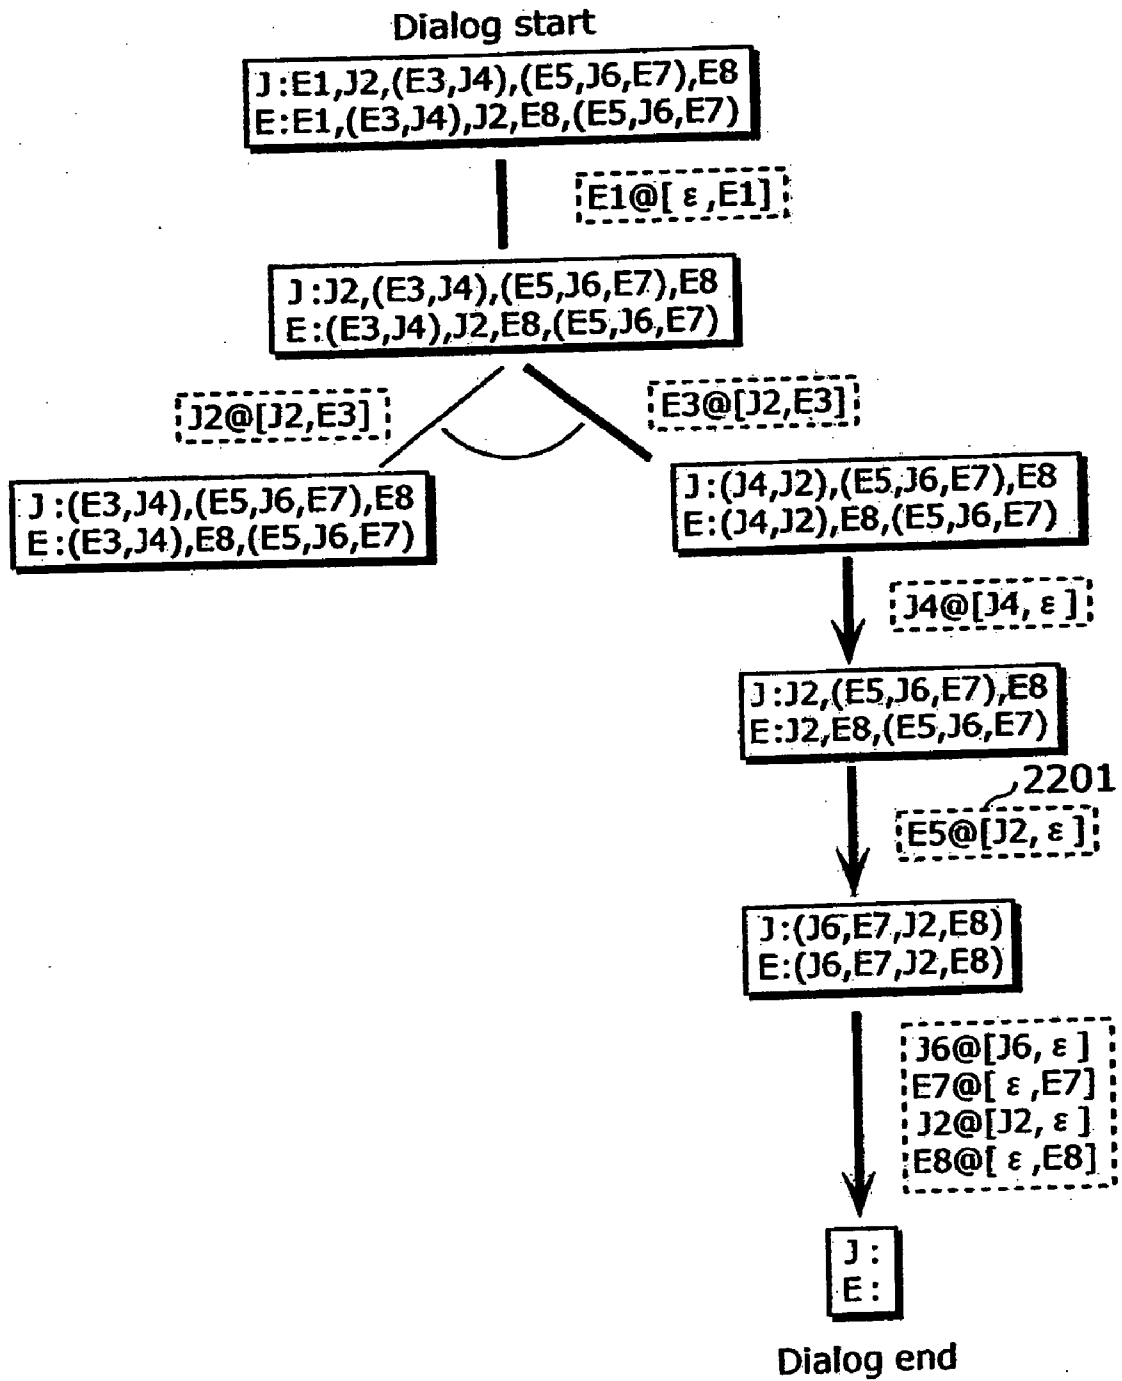 Dialog start
J:E1,J2,(E3,J4),(E5,J6,E7),E8
E:E1,(E3,J4),J2,E8,(E5,J6,E7)
E1@[ε,E1]
J:J2,(E3,J4),(E5,J6,E7),E8
E:(E3,J4),J2,E8,(E5,J6,E7)
J2@[J2,E3]
E3@[J2,E3]
J:(E3,J4),(E5,J6,E7),E8
E:(E3,J4),E8,(E5,J6,E7)
J:(J4,J2),(E5,J6,E7),E8
E:(J4,J2),E8,(E5,J6,E7)
J4@[J4,ε]
J:J2,(E5,J6,E7),E8
E:J2,E8,(E5,J6,E7)
2201
E5@[J2,ε]
J:(J6,E7,J2,E8)
E:(J6,E7,J2,E8)
J6@[J6,ε]
E7@[ε,E7]
J2@[J2,ε]
E8@[ε,E8]
J:
E:
Dialog end